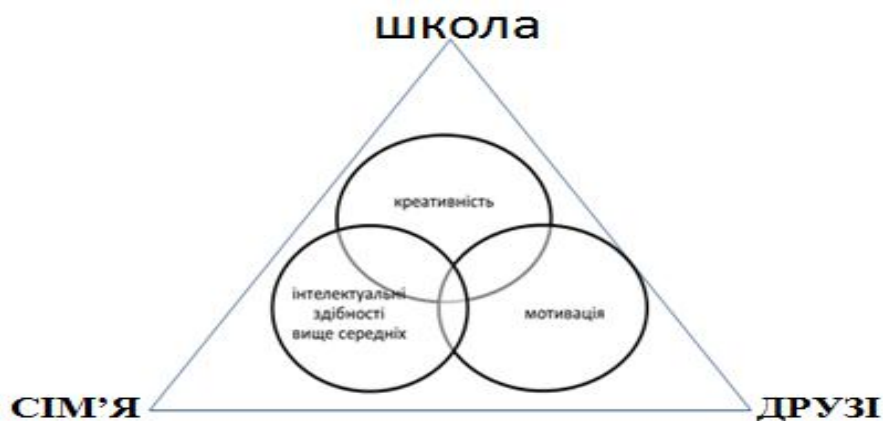 школа
креативність
інтелектуальні
здібності
вище середніх
мотивація
СІМ’Я
ДРУЗІ